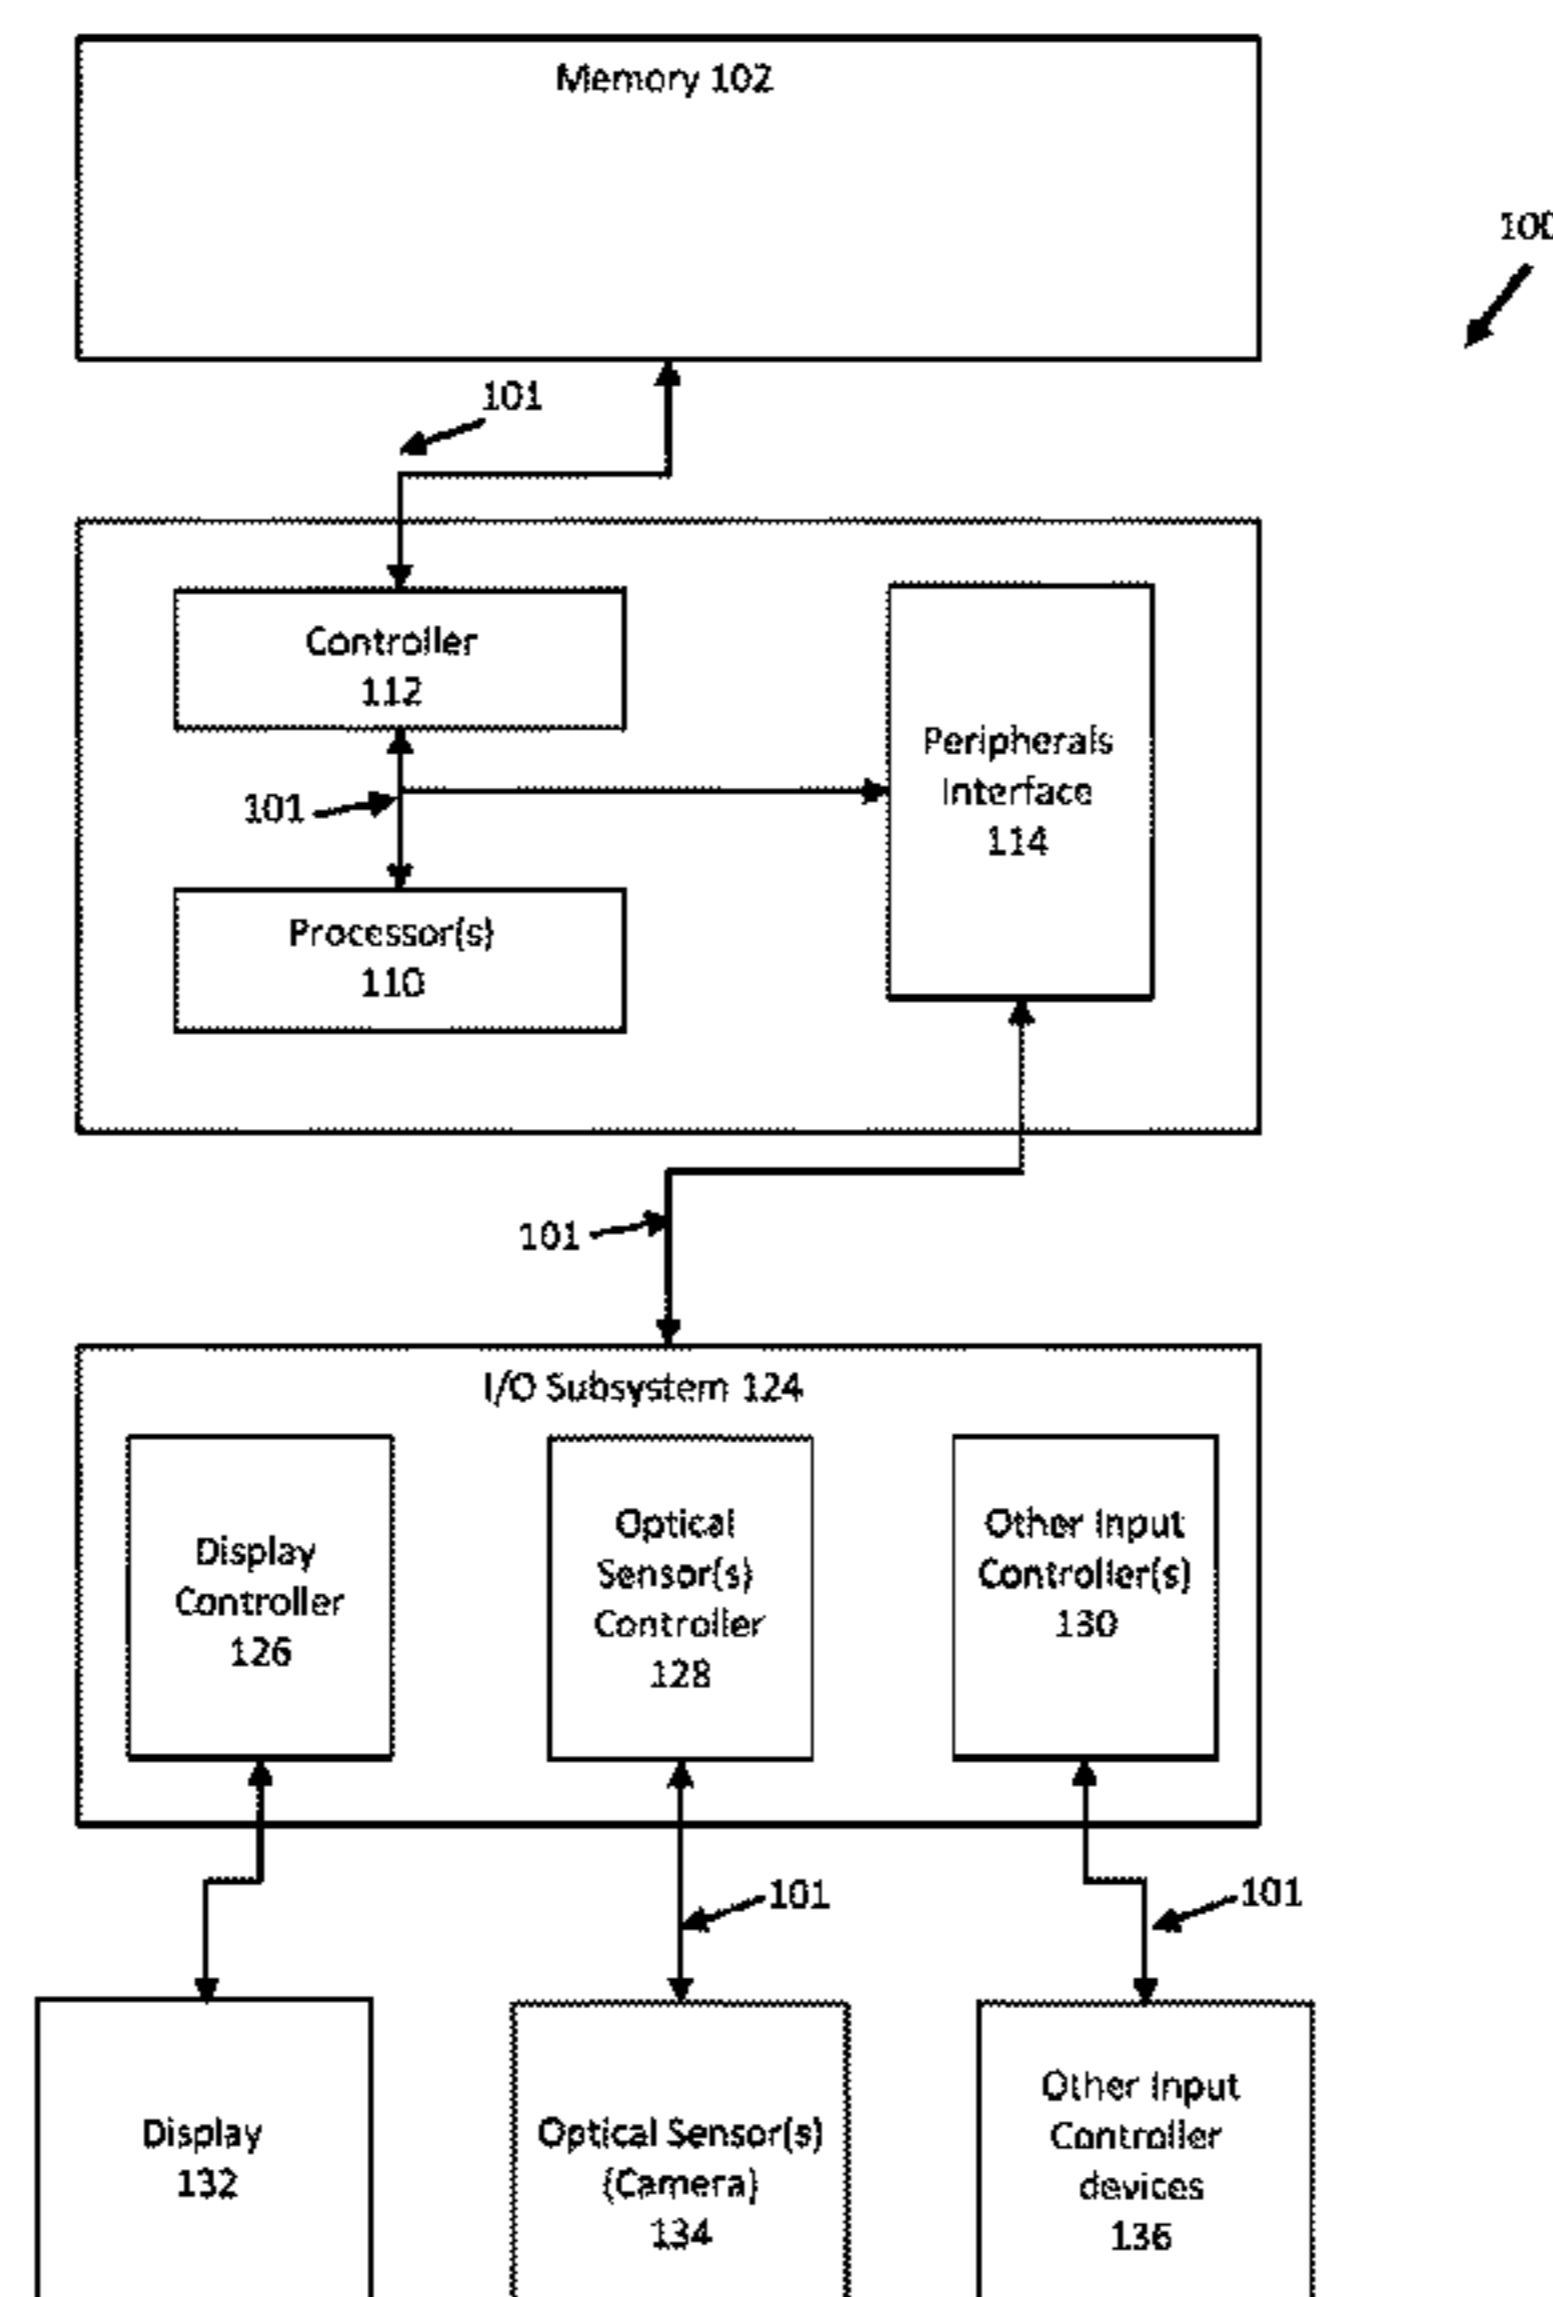 Memory 102
100
101
Controller
112
Peripherals
Interface
114
101
Processor(s)
110
101
I/O Subsystem 124
Display
Controller
126
Optical
Sensor(s)
Controller
128
Other Input
Controller(s)
130
101
101
Display
132
Optical Sensor(s)
(Camera)
134
Other Input
Controller
devices
136